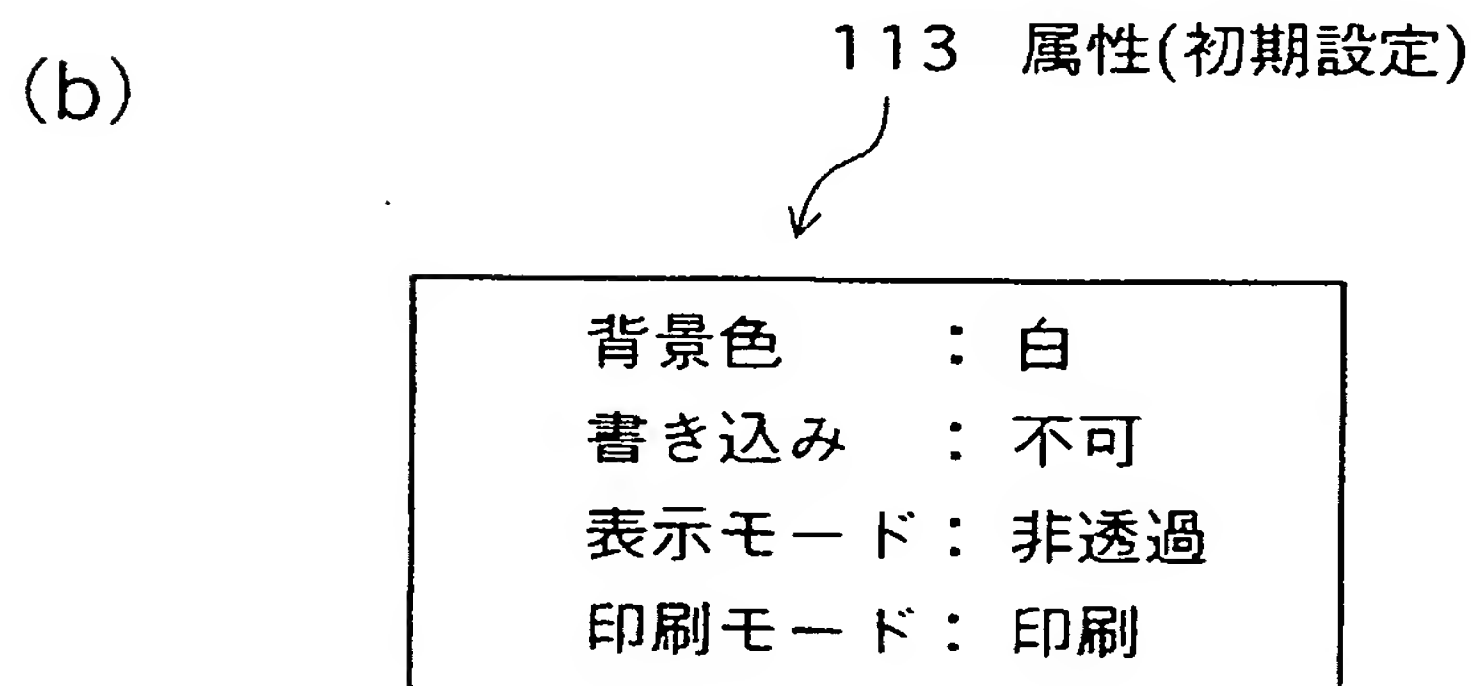 113 属性(初期設定)
(b)
背景色 : 白
書き込み : 不可
表示モード : 非透過
印刷モード : 印刷